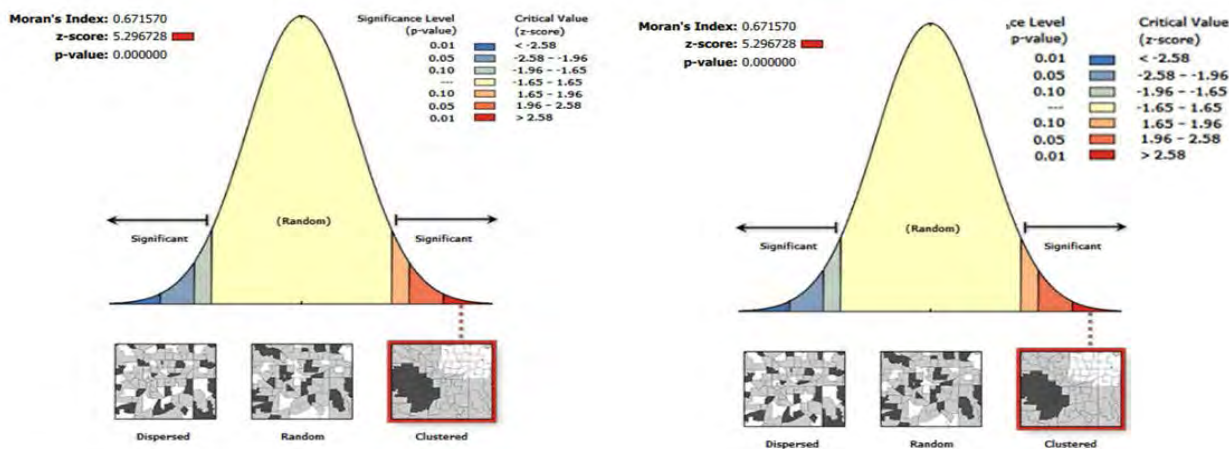 Moran's Index: 0.671570
z-score: 5.296728
p-value: 0.000000
Significance Level
(p-value)
Critical Value
(z-score)
0.01 < -2.58
0.05 -2.58 – -1.96
0.10 -1.96 – -1.65
--- -1.65 – 1.65
0.10 1.65 – 1.96
0.05 1.96 – 2.58
0.01 > 2.58
(Random)
Significant
Significant
Dispersed
Random
Clustered
Moran's Index: 0.671570
z-score: 5.296728
p-value: 0.000000
ce Level
p-value)
Critical Value
(z-score)
0.01 < -2.58
0.05 -2.58 – -1.96
0.10 -1.96 – -1.65
--- -1.65 – 1.65
0.10 1.65 – 1.96
0.05 1.96 – 2.58
0.01 > 2.58
(Random)
Significant
Significant
Dispersed
Random
Clustered